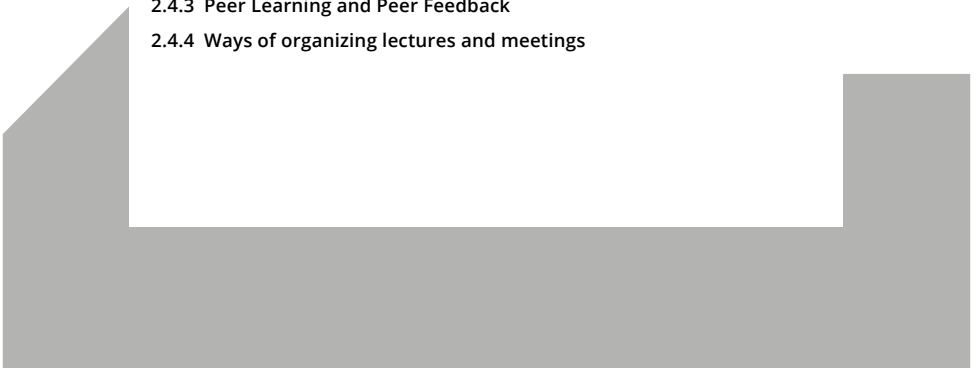 2.4.3 Peer Learning and Peer Feedback
2.4.4 Ways of organizing lectures and meetings